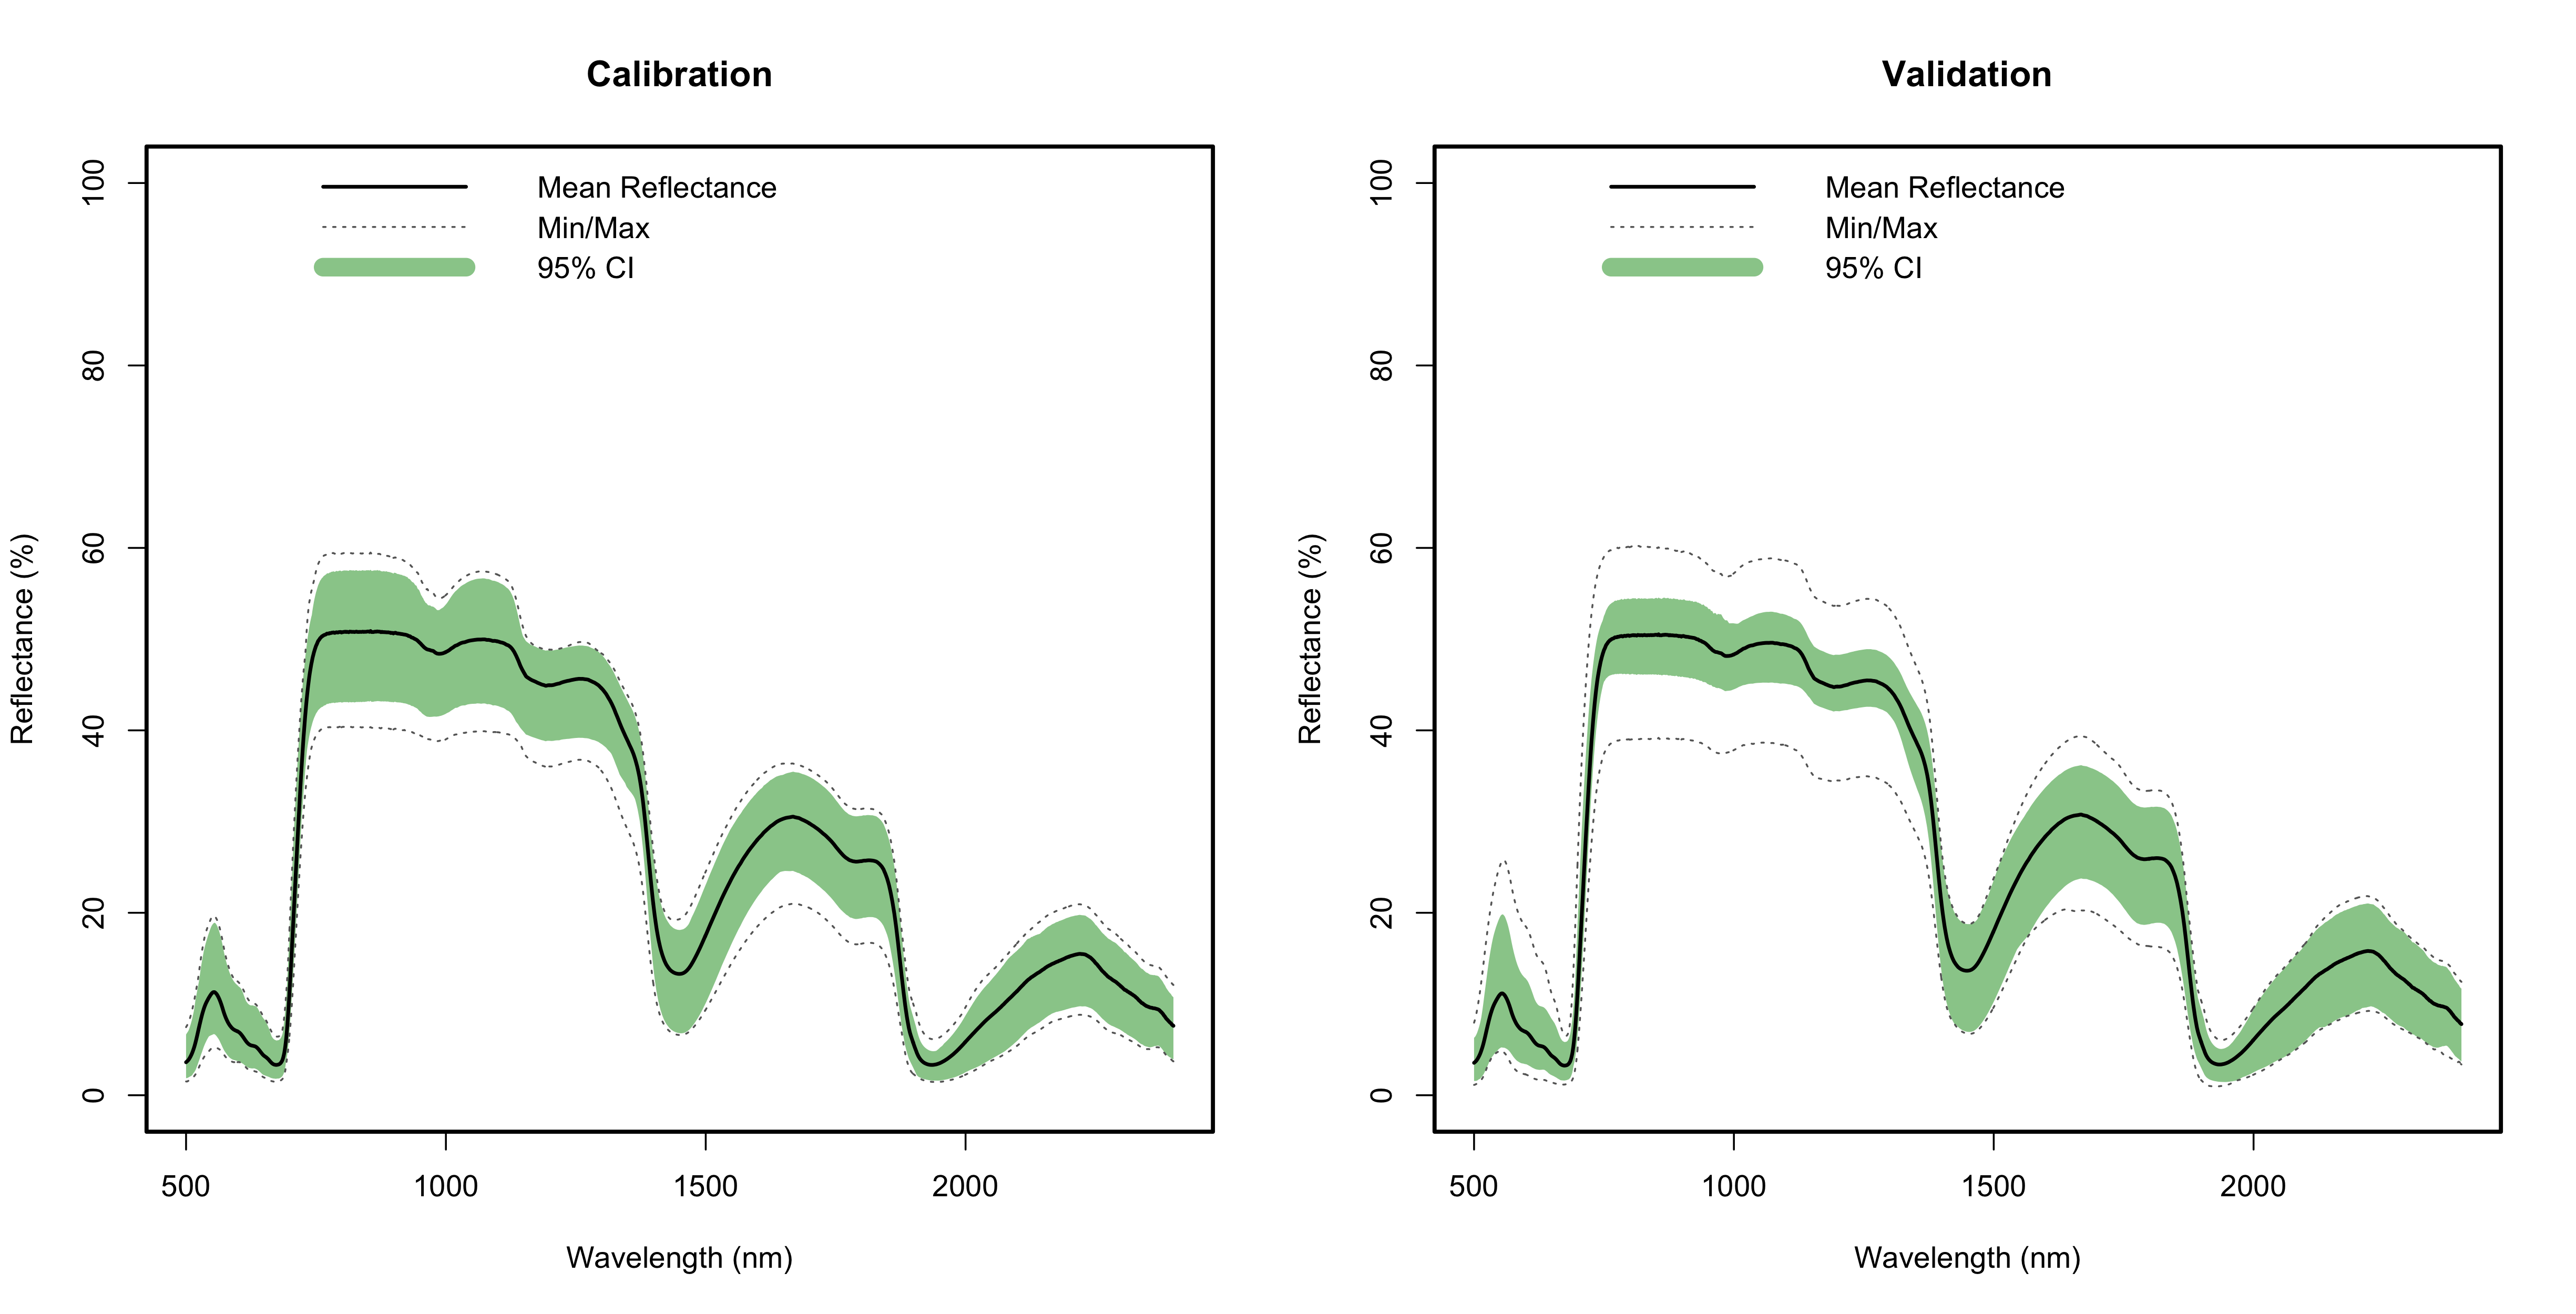 Calibration
Reflectance (%)
100
80
60
40
20
0
Mean Reflectance
Min/Max
95% CI
500 1000 1500 2000
Wavelength (nm)
Validation
Reflectance (%)
100
80
60
40
20
0
Mean Reflectance
Min/Max
95% CI
500 1000 1500 2000
Wavelength (nm)